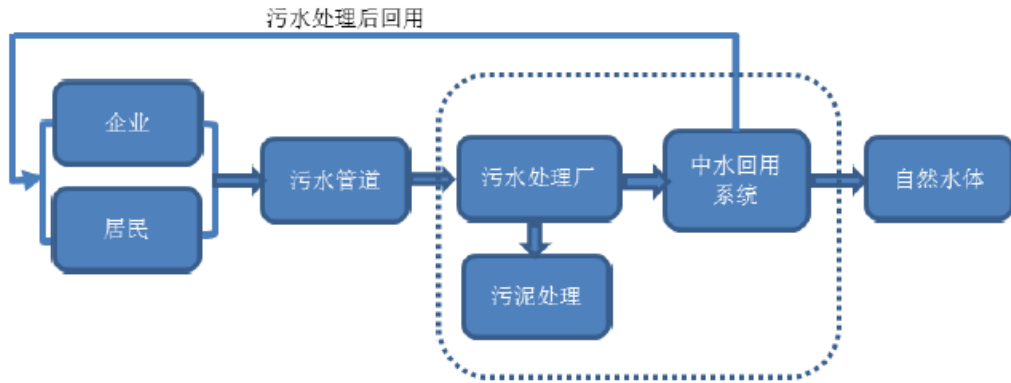 污水处理后回用
企业
居民
污水管道
污水处理厂
中水回用
系统
自然水体
污泥处理